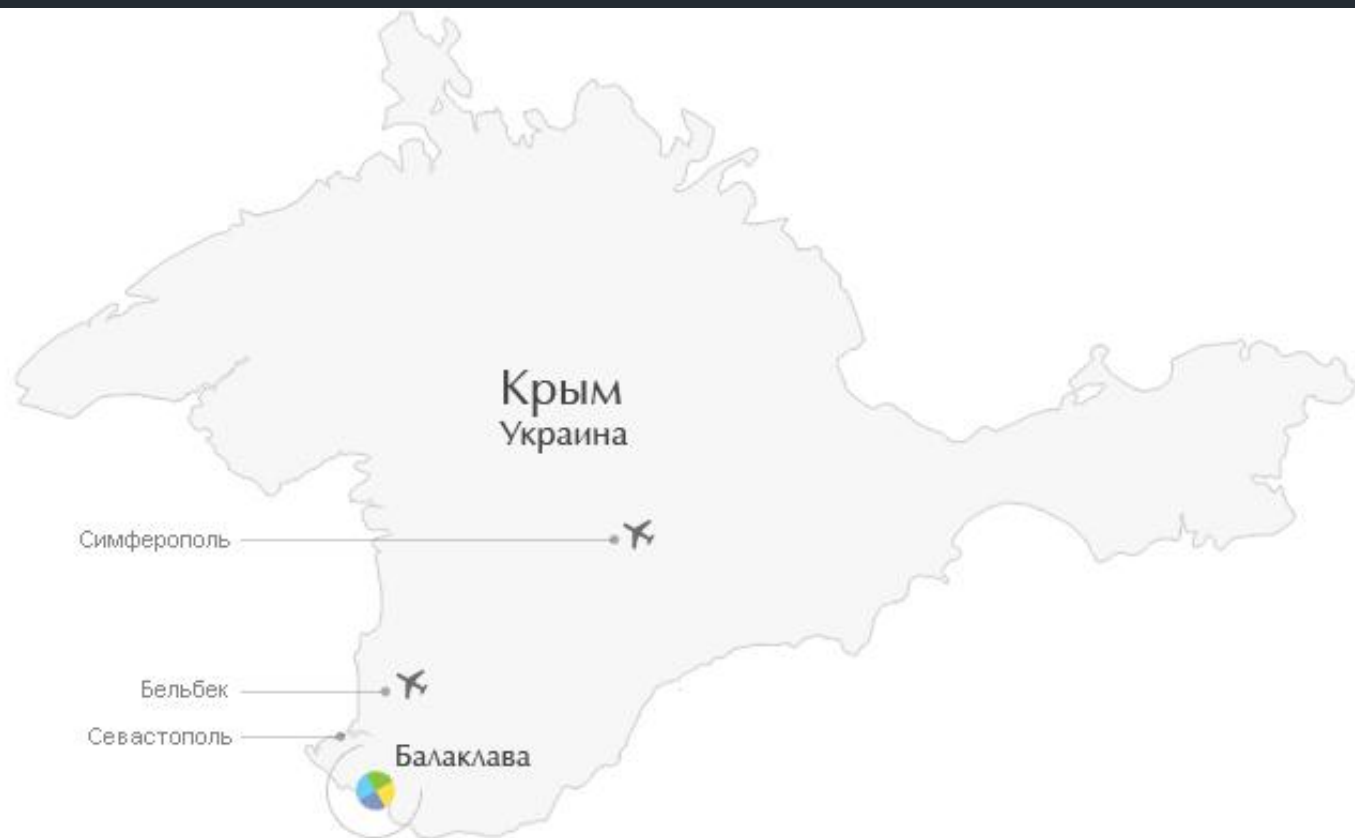 Крым
Украина
Симферополь
Бельбек
Севастополь
Балаклава